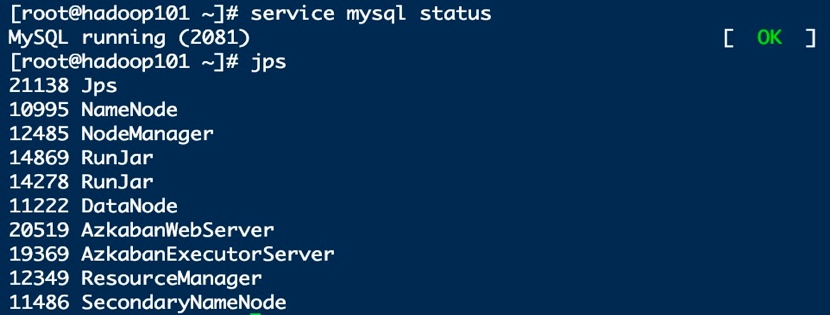 [root@hadoop101 ~]# service mysql status
MySQL running (2081) [  OK  ]
[root@hadoop101 ~]# jps
21138 Jps
10995 NameNode
12485 NodeManager
14869 RunJar
14278 RunJar
11222 DataNode
20519 AzkabanWebServer
19369 AzkabanExecutorServer
12349 ResourceManager
11486 SecondaryNameNode